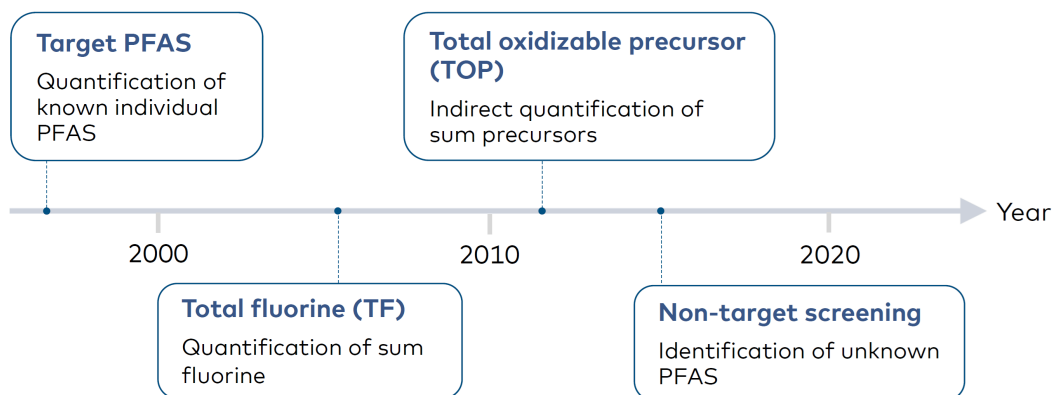 Target PFAS
Quantification of
known individual
PFAS
Total oxidizable precursor
(TOP)
Indirect quantification of
sum precursors
Year
2000
2010
2020
Total fluorine (TF)
Quantification of sum
fluorine
Non-target screening
Identification of unknown
PFAS